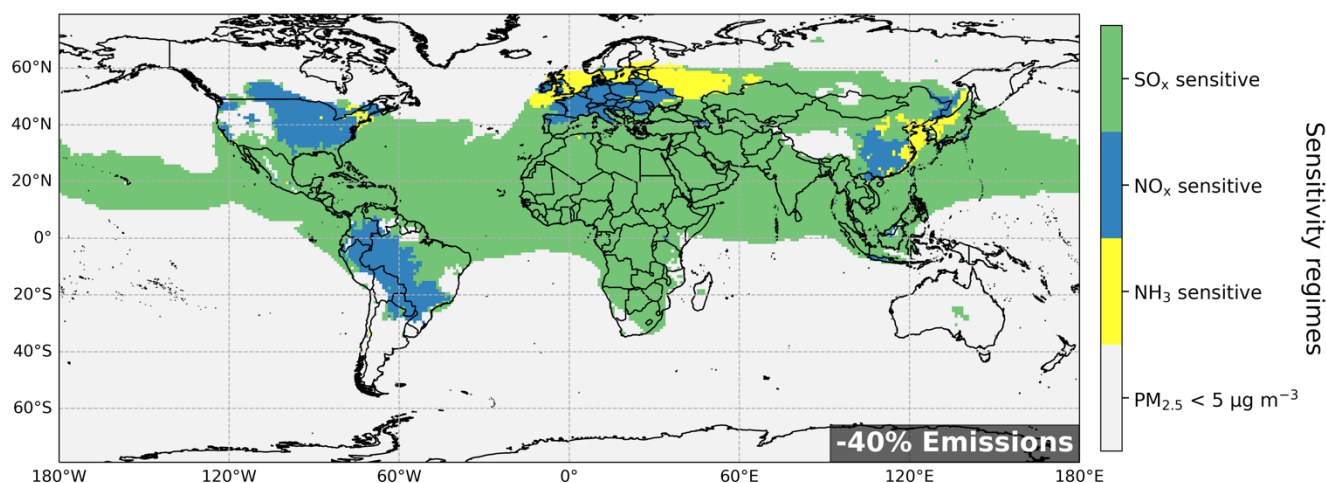 60°N
40°N
20°N
0°
20°S
40°S
60°S
180°W
120°W
60°W
0°
60°E
120°E
180°E
-40% Emissions
SOₓ sensitive
NOₓ sensitive
NH₃ sensitive
PM₂.₅ < 5 μg m⁻³
Sensitivity regimes